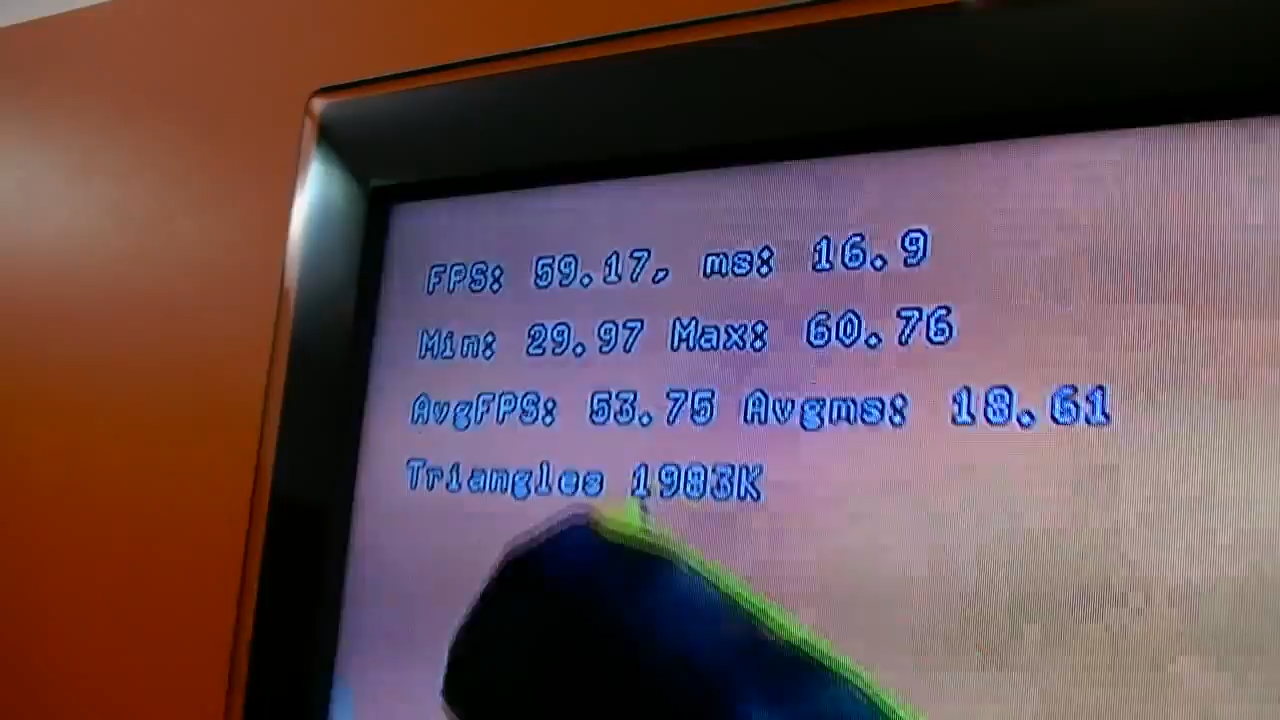 FPS: 59.17, ms: 16.9
Min: 29.97 Max: 60.76
AvgFPS: 53.75 Avgms: 18.61
Triangles 1983K